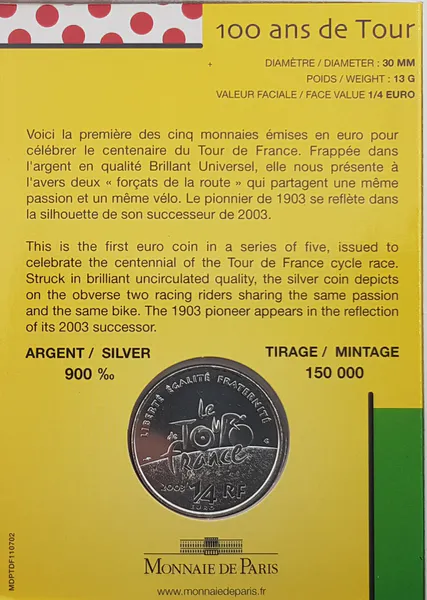 100 ans de Tour
DIAMÈTRE / DIAMETER : 30 MM
POIDS / WEIGHT : 13 G
VALEUR FACIALE / FACE VALUE 1/4 EURO
Voici la première des cinq monnaies émises en euro pour
célébrer le centenaire du Tour de France. Frappée dans
l'argent en qualité Brillant Universel, elle nous présente à
l'avers deux « forçats de la route » qui partagent une même
passion et un même vélo. Le pionnier de 1903 se reflète dans
la silhouette de son successeur de 2003.
This is the first euro coin in a series of five, issued to
celebrate the centennial of the Tour de France cycle race.
Struck in brilliant uncirculated quality, the silver coin depicts
on the obverse two racing riders sharing the same passion
and the same bike. The 1903 pioneer appears in the reflection
of its 2003 successor.
ARGENT / SILVER
900 ‰
TIRAGE / MINTAGE
150 000
LIBERTÉ ÉGALITÉ FRATERNITÉ
Le
de TOUR
france
2003 1/4 RF
EURO
MONNAIE DE PARIS
www.monnaiedeparis.fr
MDPTDF110702